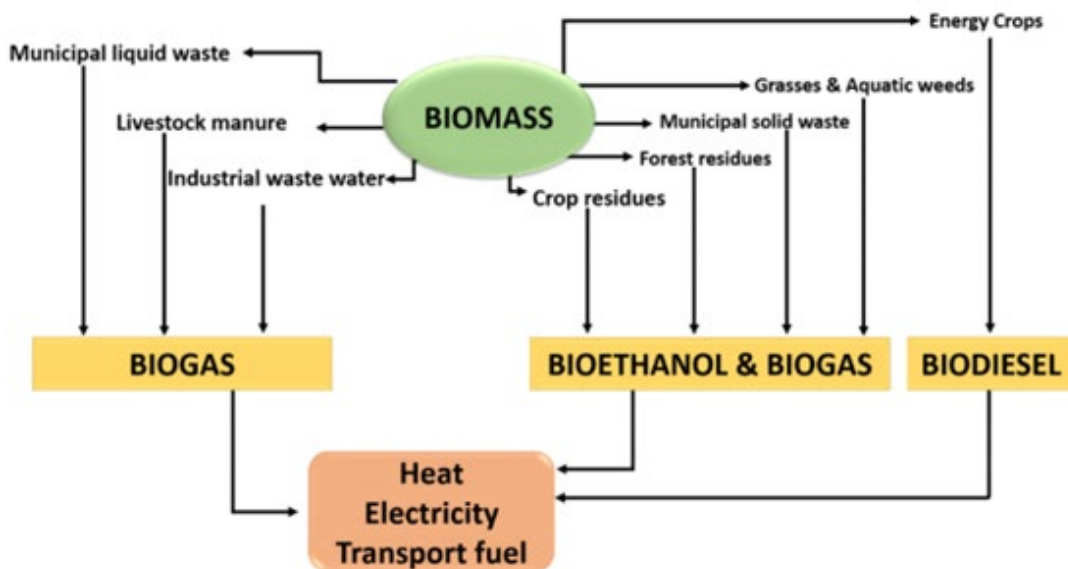 Energy Crops
Municipal liquid waste
Grasses & Aquatic weeds
BIOMASS
Livestock manure
Municipal solid waste
Forest residues
Industrial waste water
Crop residues
BIOGAS
BIOETHANOL & BIOGAS
BIODIESEL
Heat
Electricity
Transport fuel